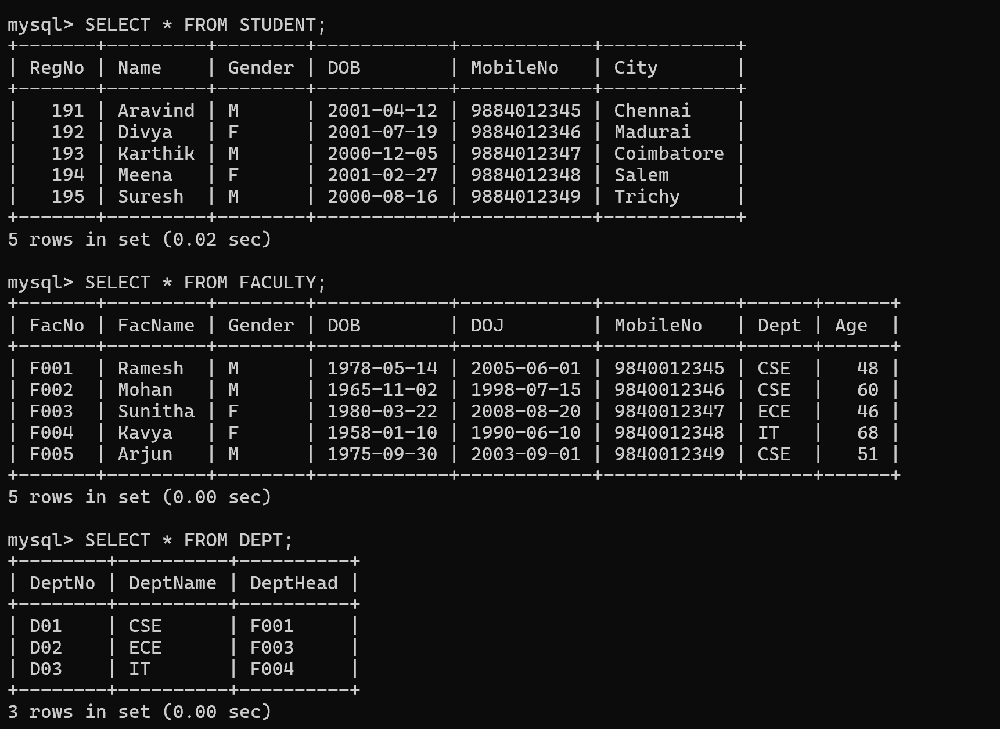 mysql> SELECT * FROM STUDENT;
+-------+---------+--------+------------+------------+------------+
| RegNo | Name    | Gender | DOB        | MobileNo   | City       |
+-------+---------+--------+------------+------------+------------+
|   191 | Aravind | M      | 2001-04-12 | 9884012345 | Chennai    |
|   192 | Divya   | F      | 2001-07-19 | 9884012346 | Madurai    |
|   193 | Karthik | M      | 2000-12-05 | 9884012347 | Coimbatore |
|   194 | Meena   | F      | 2001-02-27 | 9884012348 | Salem      |
|   195 | Suresh  | M      | 2000-08-16 | 9884012349 | Trichy     |
+-------+---------+--------+------------+------------+------------+
5 rows in set (0.02 sec)

mysql> SELECT * FROM FACULTY;
+-------+---------+--------+------------+------------+------------+------+------+
| FacNo | FacName | Gender | DOB        | DOJ        | MobileNo   | Dept | Age  |
+-------+---------+--------+------------+------------+------------+------+------+
| F001  | Ramesh  | M      | 1978-05-14 | 2005-06-01 | 9840012345 | CSE  |   48 |
| F002  | Mohan   | M      | 1965-11-02 | 1998-07-15 | 9840012346 | CSE  |   60 |
| F003  | Sunitha | F      | 1980-03-22 | 2008-08-20 | 9840012347 | ECE  |   46 |
| F004  | Kavya   | F      | 1958-01-10 | 1990-06-10 | 9840012348 | IT   |   68 |
| F005  | Arjun   | M      | 1975-09-30 | 2003-09-01 | 9840012349 | CSE  |   51 |
+-------+---------+--------+------------+------------+------------+------+------+
5 rows in set (0.00 sec)

mysql> SELECT * FROM DEPT;
+--------+----------+----------+
| DeptNo | DeptName | DeptHead |
+--------+----------+----------+
| D01    | CSE      | F001     |
| D02    | ECE      | F003     |
| D03    | IT       | F004     |
+--------+----------+----------+
3 rows in set (0.00 sec)